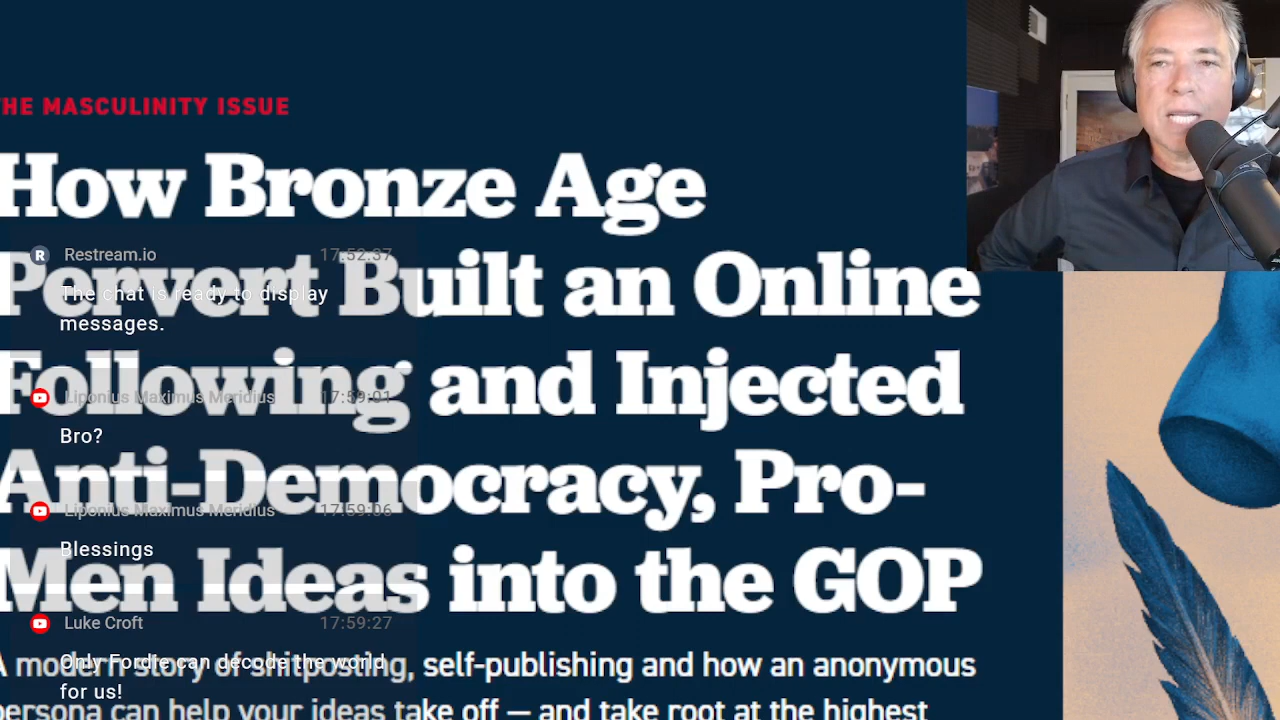 THE MASCULINITY ISSUE
How Bronze Age
Pervert Built an Online
Following and Injected
Anti-Democracy, Pro-
Men Ideas into the GOP
A modern story of shitposting, self-publishing and how an anonymous
persona can help your ideas take off — and take root at the highest
R Restream.io 17:52:37
The chat is ready to display
messages.
Liponius Maximus Meridius 17:59:01
Bro?
Liponius Maximus Meridius 17:59:06
Blessings
Luke Croft 17:59:27
Only Fordie can decode the world
for us!